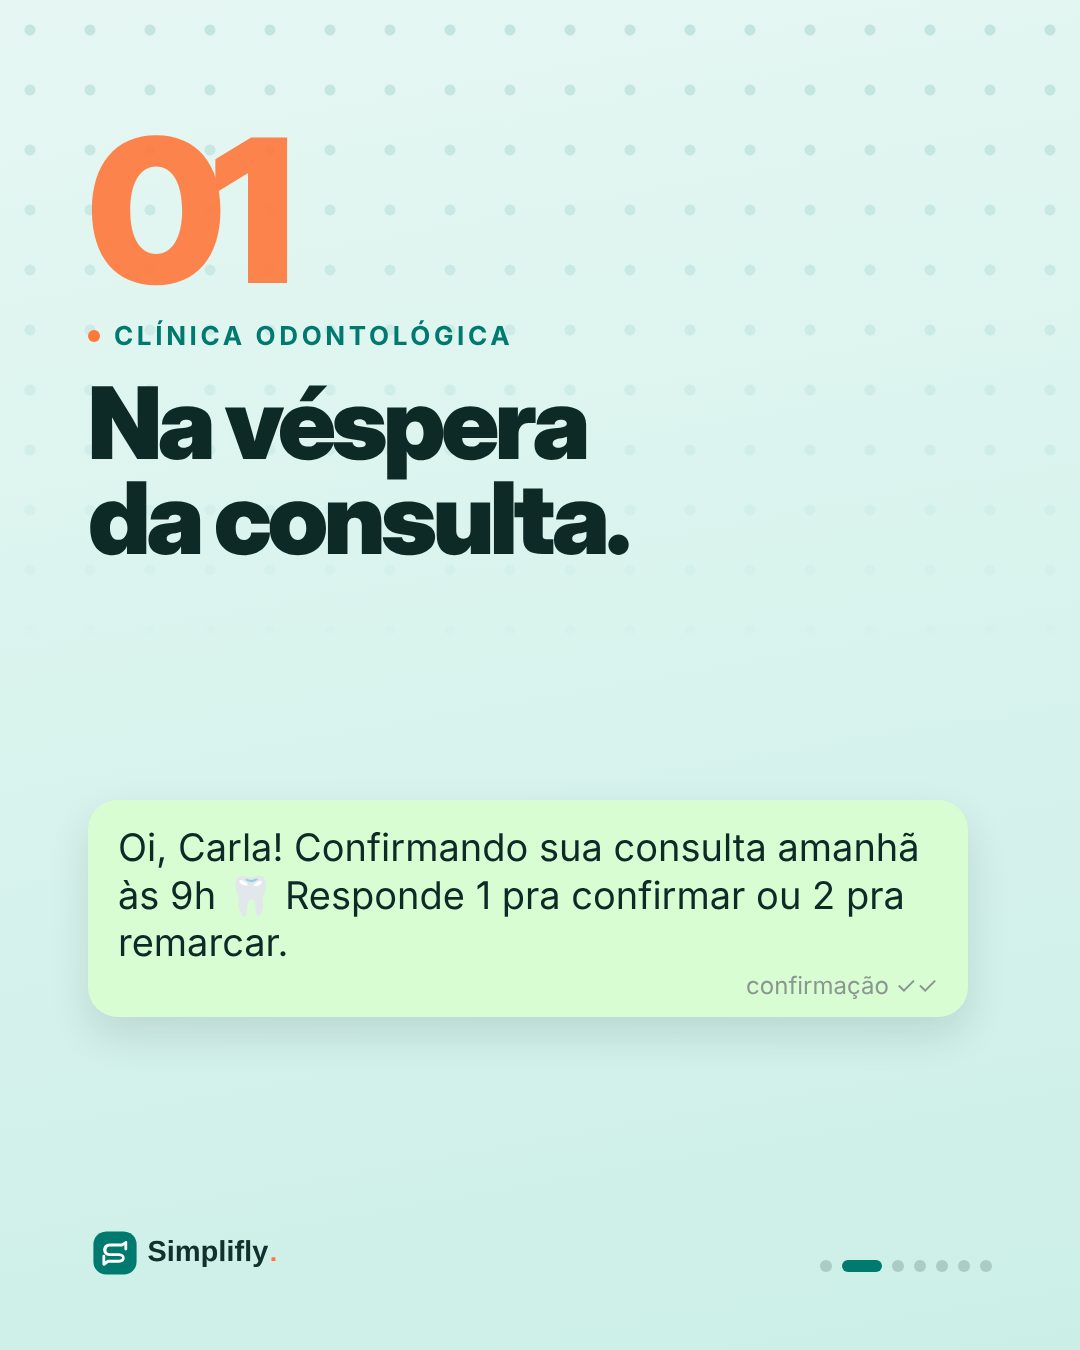 01
CLÍNICA ODONTOLÓGICA
Na véspera
da consulta.
Oi, Carla! Confirmando sua consulta amanhã
às 9h 🦷 Responde 1 pra confirmar ou 2 pra
remarcar.
confirmação ✓✓
Simplifly.